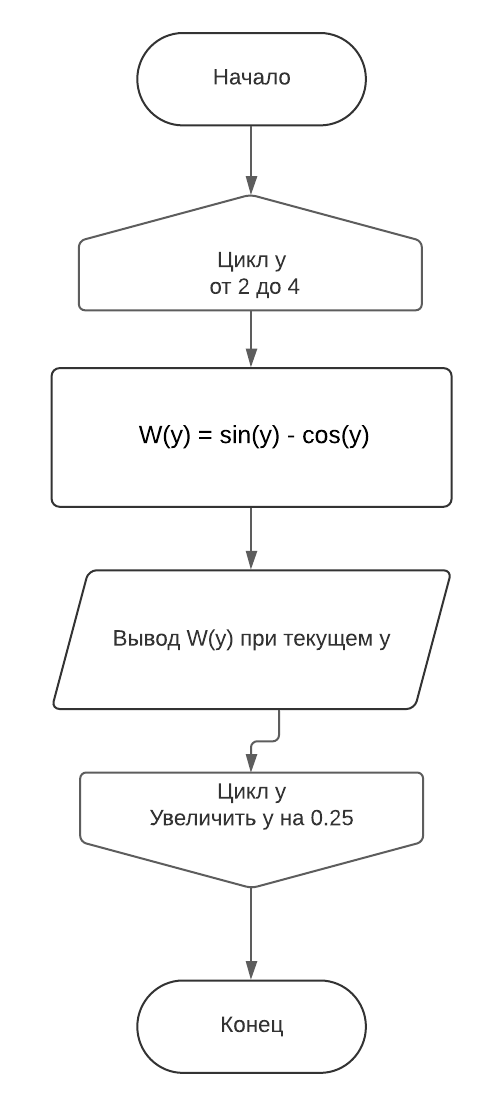 Начало
Цикл y
от 2 до 4
W(y) = sin(y) - cos(y)
Вывод W(y) при текущем y
Цикл y
Увеличить y на 0.25
Конец